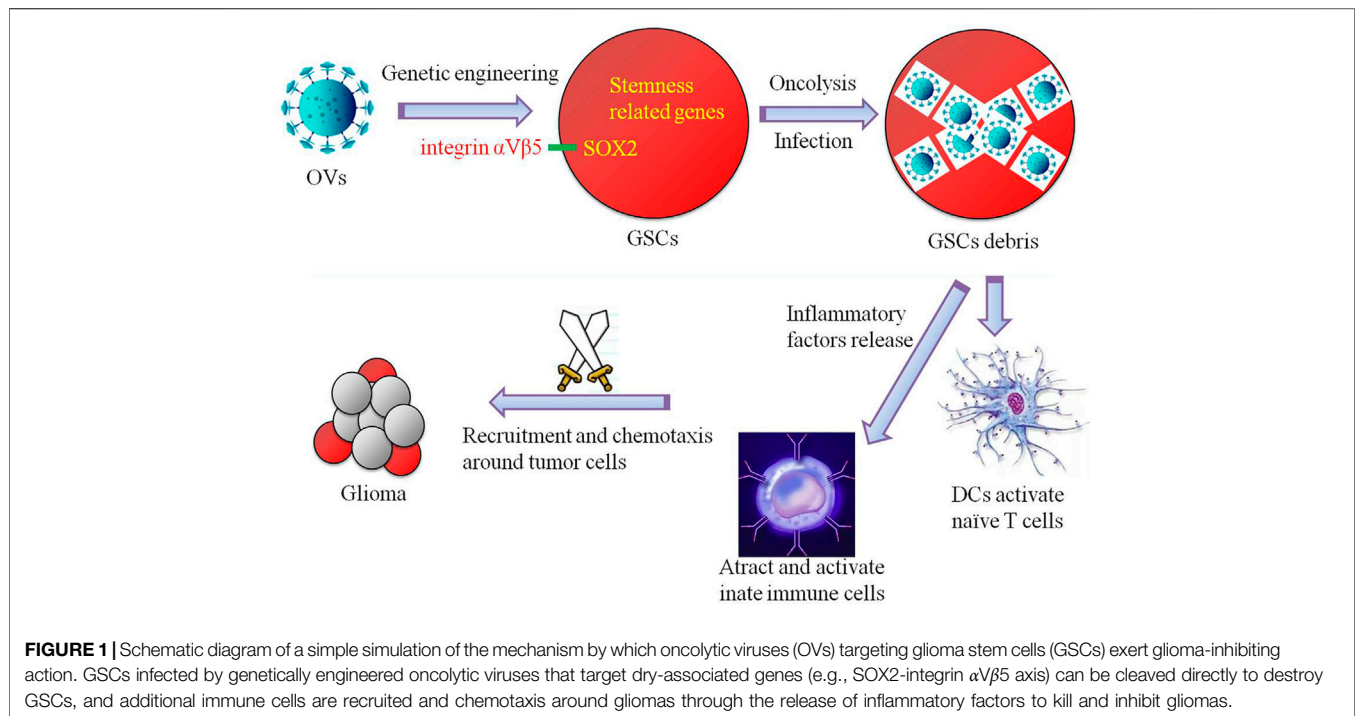 Genetic engineering
Stemness
related genes
Oncolysis
Infection
integrin αVβ5
SOX2
OVs
GSCs
GSCs debris
Inflammatory
factors release
Recruitment and chemotaxis
around tumor cells
Glioma
DCs activate
naïve T cells
Atract and activate
inate immune cells
FIGURE 1 | Schematic diagram of a simple simulation of the mechanism by which oncolytic viruses (OVs) targeting glioma stem cells (GSCs) exert glioma-inhibiting
action. GSCs infected by genetically engineered oncolytic viruses that target dry-associated genes (e.g., SOX2-integrin αVβ5 axis) can be cleaved directly to destroy
GSCs, and additional immune cells are recruited and chemotaxis around gliomas through the release of inflammatory factors to kill and inhibit gliomas.